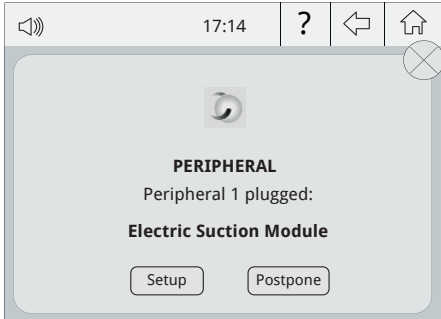 17:14 ?
PERIPHERAL
Peripheral 1 plugged:
Electric Suction Module
Setup Postpone